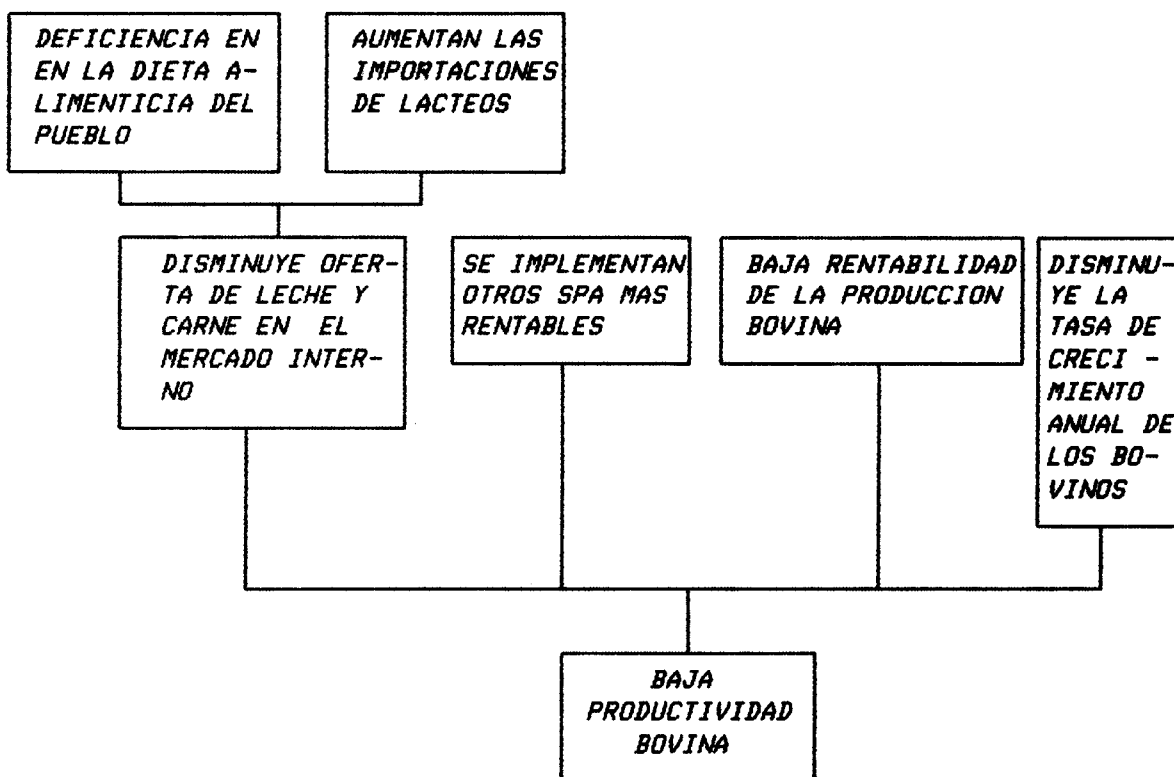 DEFICIENCIA EN
EN LA DIETA A-
LIMENTICIA DEL
PUEBLO
AUMENTAN LAS
IMPORTACIONES
DE LACTEOS
DISMINUYE OFER-
TA DE LECHE Y
CARNE EN EL
MERCADO INTER-
NO
SE IMPLEMENTAN
OTROS SPA MAS
RENTABLES
BAJA RENTABILIDAD
DE LA PRODUCCION
BOVINA
DISMINU-
YE LA
TASA DE
CRECI -
MIENTO
ANUAL DE
LOS BO-
VINOS
BAJA
PRODUCTIVIDAD
BOVINA